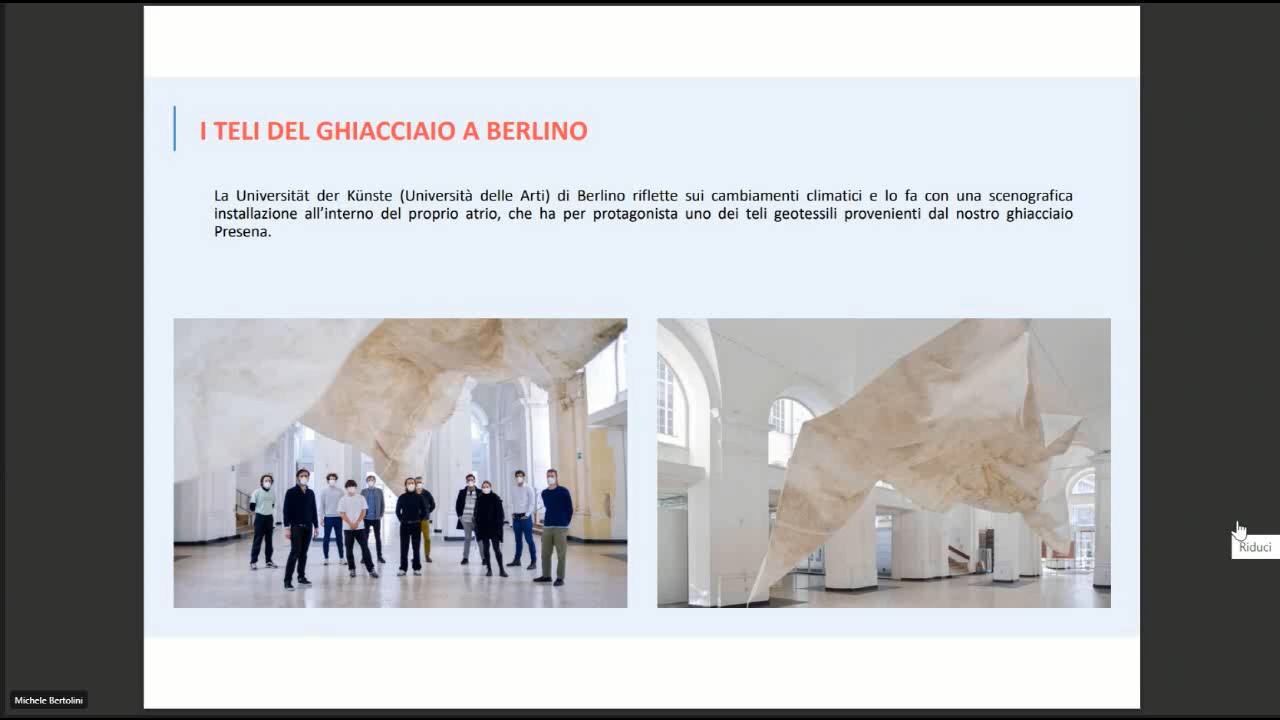 I TELI DEL GHIACCIAIO A BERLINO
La Universität der Künste (Università delle Arti) di Berlino riflette sui cambiamenti climatici e lo fa con una scenografica
installazione all’interno del proprio atrio, che ha per protagonista uno dei teli geotessili provenienti dal nostro ghiacciaio
Presena.
Riduci
Michele Bertolini